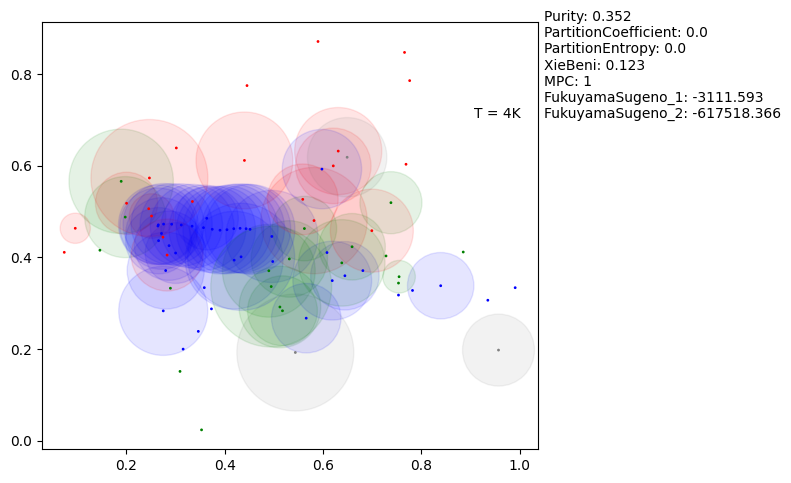 Purity: 0.352
PartitionCoefficient: 0.0
PartitionEntropy: 0.0
XieBeni: 0.123
MPC: 1
FukuyamaSugeno_1: -3111.593
FukuyamaSugeno_2: -617518.366
T = 4K
0.8
0.6
0.4
0.2
0.0
0.2 0.4 0.6 0.8 1.0